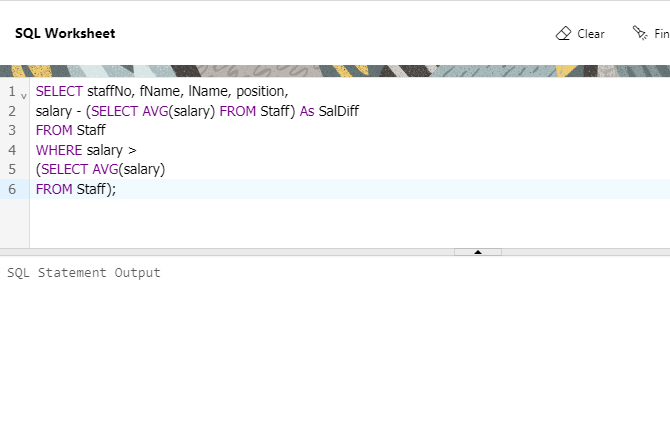 SQL Worksheet
Clear
Fin
1 SELECT staffNo, fName, lName, position,
2 salary - (SELECT AVG(salary) FROM Staff) As SalDiff
3 FROM Staff
4 WHERE salary >
5 (SELECT AVG(salary)
6 FROM Staff);
SQL Statement Output